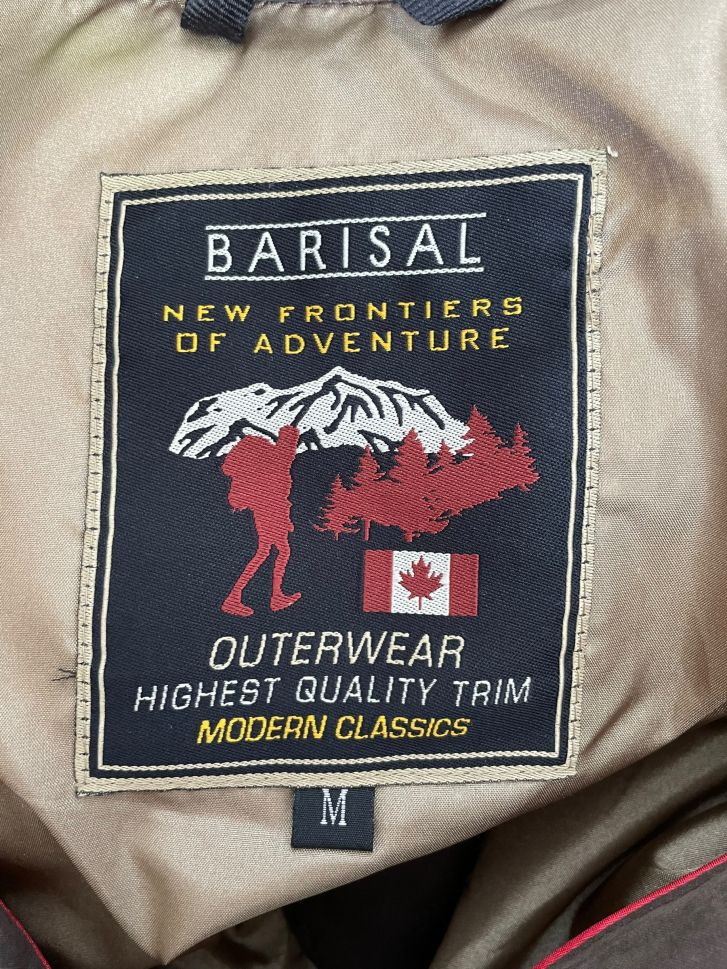 BARISAL
NEW FRONTIERS
OF ADVENTURE
OUTERWEAR
HIGHEST QUALITY TRIM
MODERN CLASSICS
M